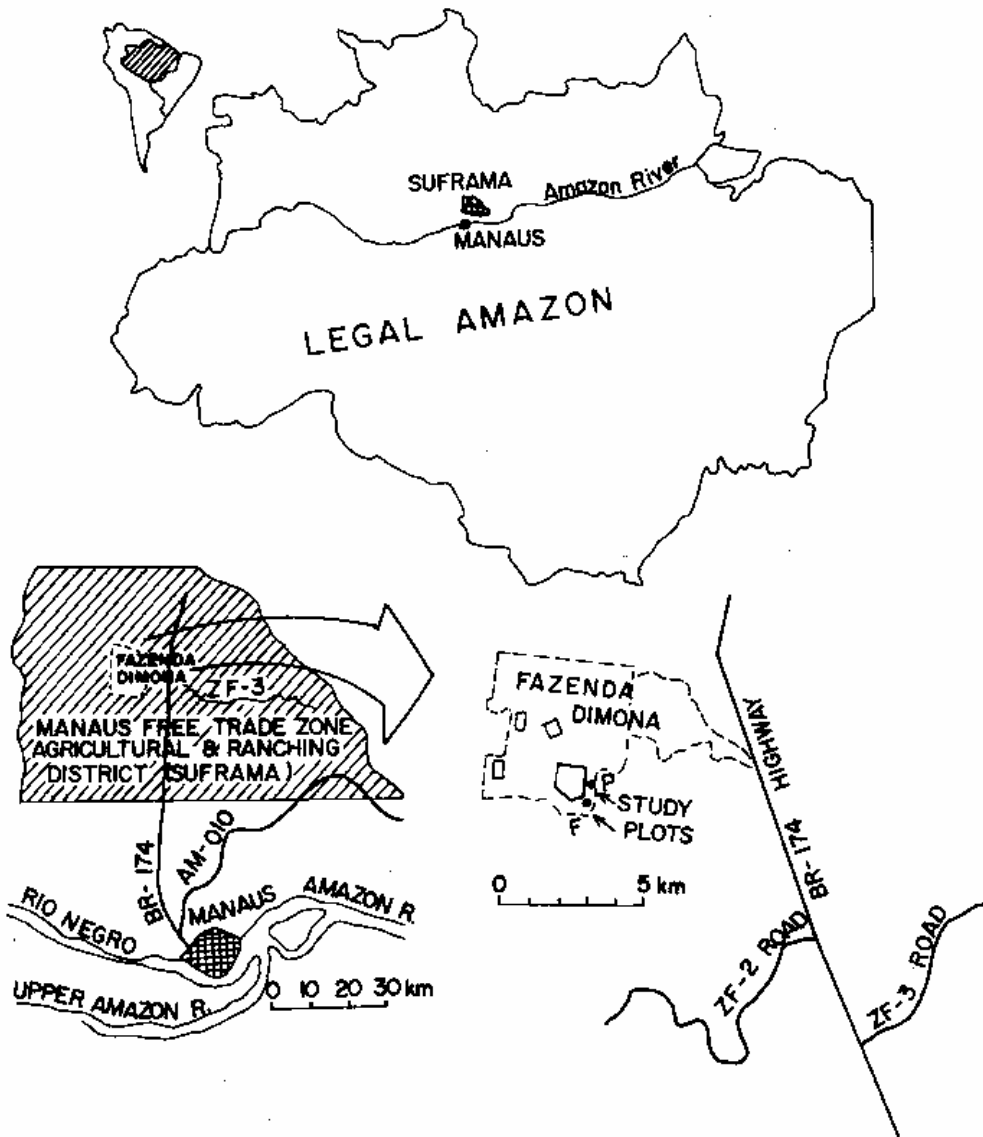 SUFRAMA
Amazon River
MANAUS
LEGAL AMAZON
FAZENDA
DIMONA
ZF-3
MANAUS FREE TRADE ZONE
AGRICULTURAL & RANCHING
DISTRICT (SUFRAMA)
BR-174
AM-010
RIO NEGRO
MANAUS
AMAZON R.
UPPER AMAZON R.
0 10 20 30 km
FAZENDA
DIMONA
P
F
STUDY
PLOTS
0 5 km
BR-174 HIGHWAY
ZF-2 ROAD
ZF-3 ROAD